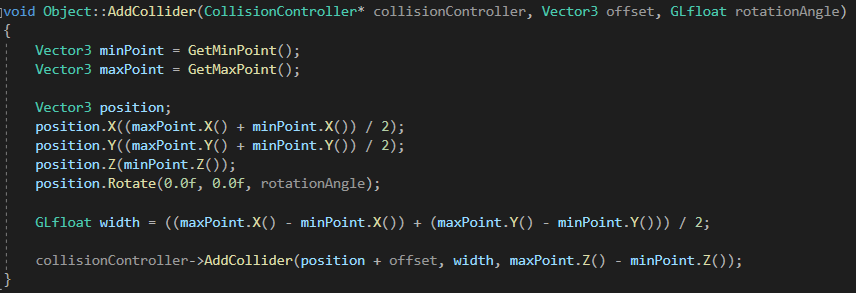 void Object::AddCollider(CollisionController* collisionController, Vector3 offset, GLfloat rotationAngle)
{
    Vector3 minPoint = GetMinPoint();
    Vector3 maxPoint = GetMaxPoint();

    Vector3 position;
    position.X((maxPoint.X() + minPoint.X()) / 2);
    position.Y((maxPoint.Y() + minPoint.Y()) / 2);
    position.Z(minPoint.Z());
    position.Rotate(0.0f, 0.0f, rotationAngle);

    GLfloat width = ((maxPoint.X() - minPoint.X()) + (maxPoint.Y() - minPoint.Y())) / 2;

    collisionController->AddCollider(position + offset, width, maxPoint.Z() - minPoint.Z());
}